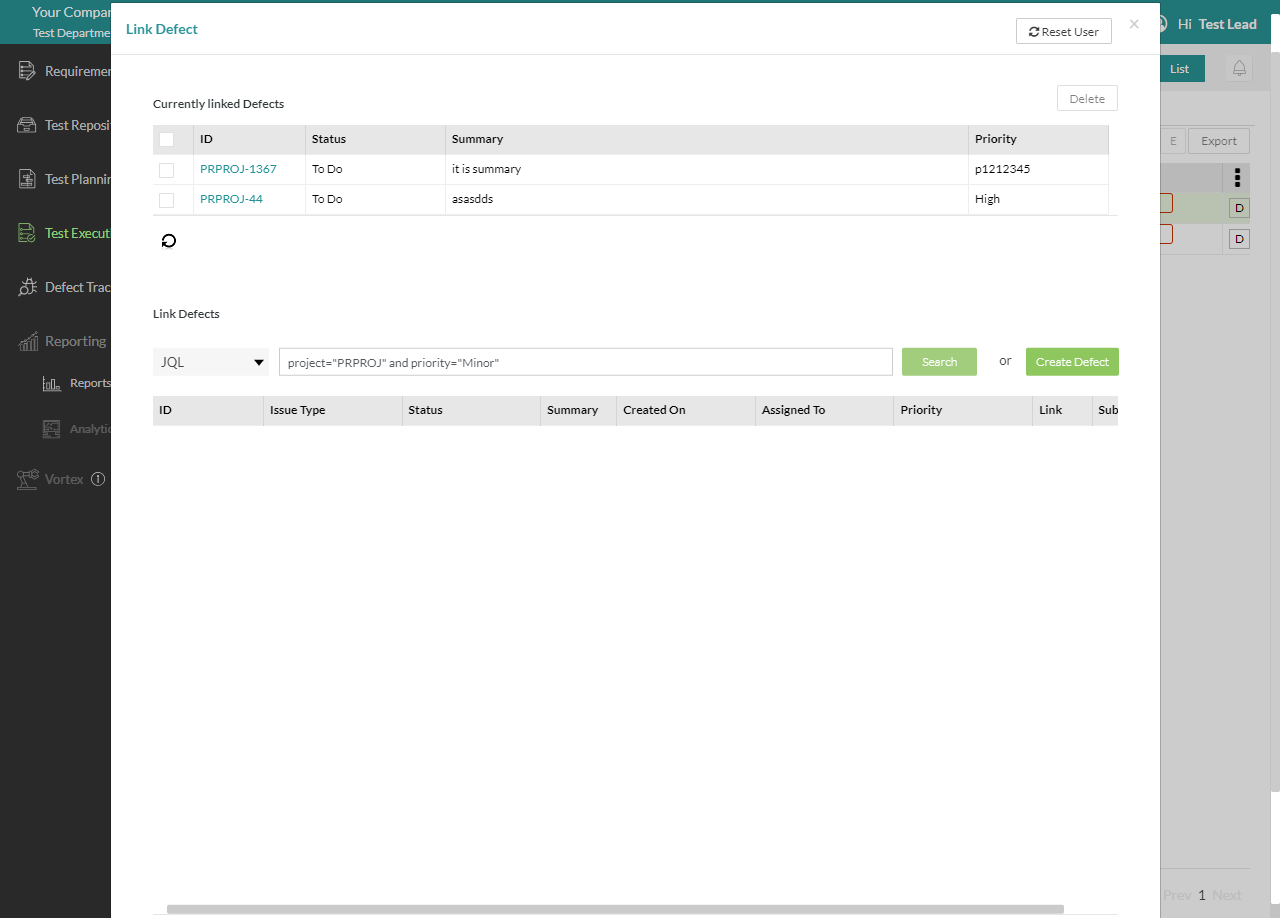 Your Compan
Test Departme
Link Defect
Reset User
×
Hi Test Lead
Requiremen
Test Reposi
Test Plannin
Test Executi
Defect Trac
Reporting
Reports
Analytic
Vortex
List
E
Export
D
D
Currently linked Defects
Delete
ID Status Summary Priority
PRPROJ-1367 To Do it is summary p1212345
PRPROJ-44 To Do asasdds High
Link Defects
JQL
project="PRPROJ" and priority="Minor"
Search or Create Defect
ID Issue Type Status Summary Created On Assigned To Priority Link Sub
Prev 1 Next